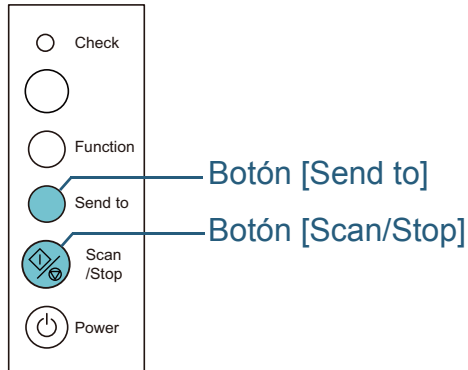 Check
Function
Send to
Scan
/Stop
Power
Botón [Send to]
Botón [Scan/Stop]